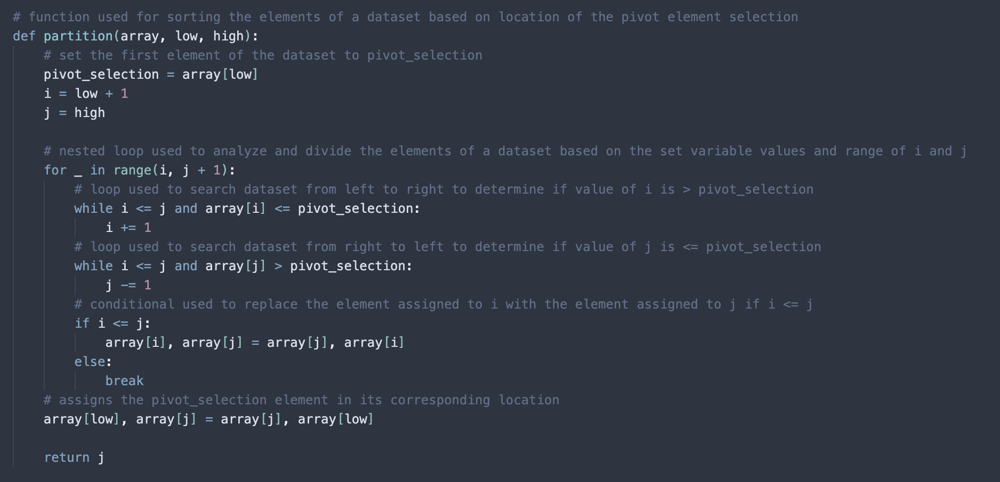 # function used for sorting the elements of a dataset based on location of the pivot element selection
def partition(array, low, high):
    # set the first element of the dataset to pivot_selection
    pivot_selection = array[low]
    i = low + 1
    j = high

    # nested loop used to analyze and divide the elements of a dataset based on the set variable values and range of i and j
    for _ in range(i, j + 1):
        # loop used to search dataset from left to right to determine if value of i is > pivot_selection
        while i <= j and array[i] <= pivot_selection:
            i += 1
        # loop used to search dataset from right to left to determine if value of j is <= pivot_selection
        while i <= j and array[j] > pivot_selection:
            j -= 1
        # conditional used to replace the element assigned to i with the element assigned to j if i <= j
        if i <= j:
            array[i], array[j] = array[j], array[i]
        else:
            break
    # assigns the pivot_selection element in its corresponding location
    array[low], array[j] = array[j], array[low]

    return j